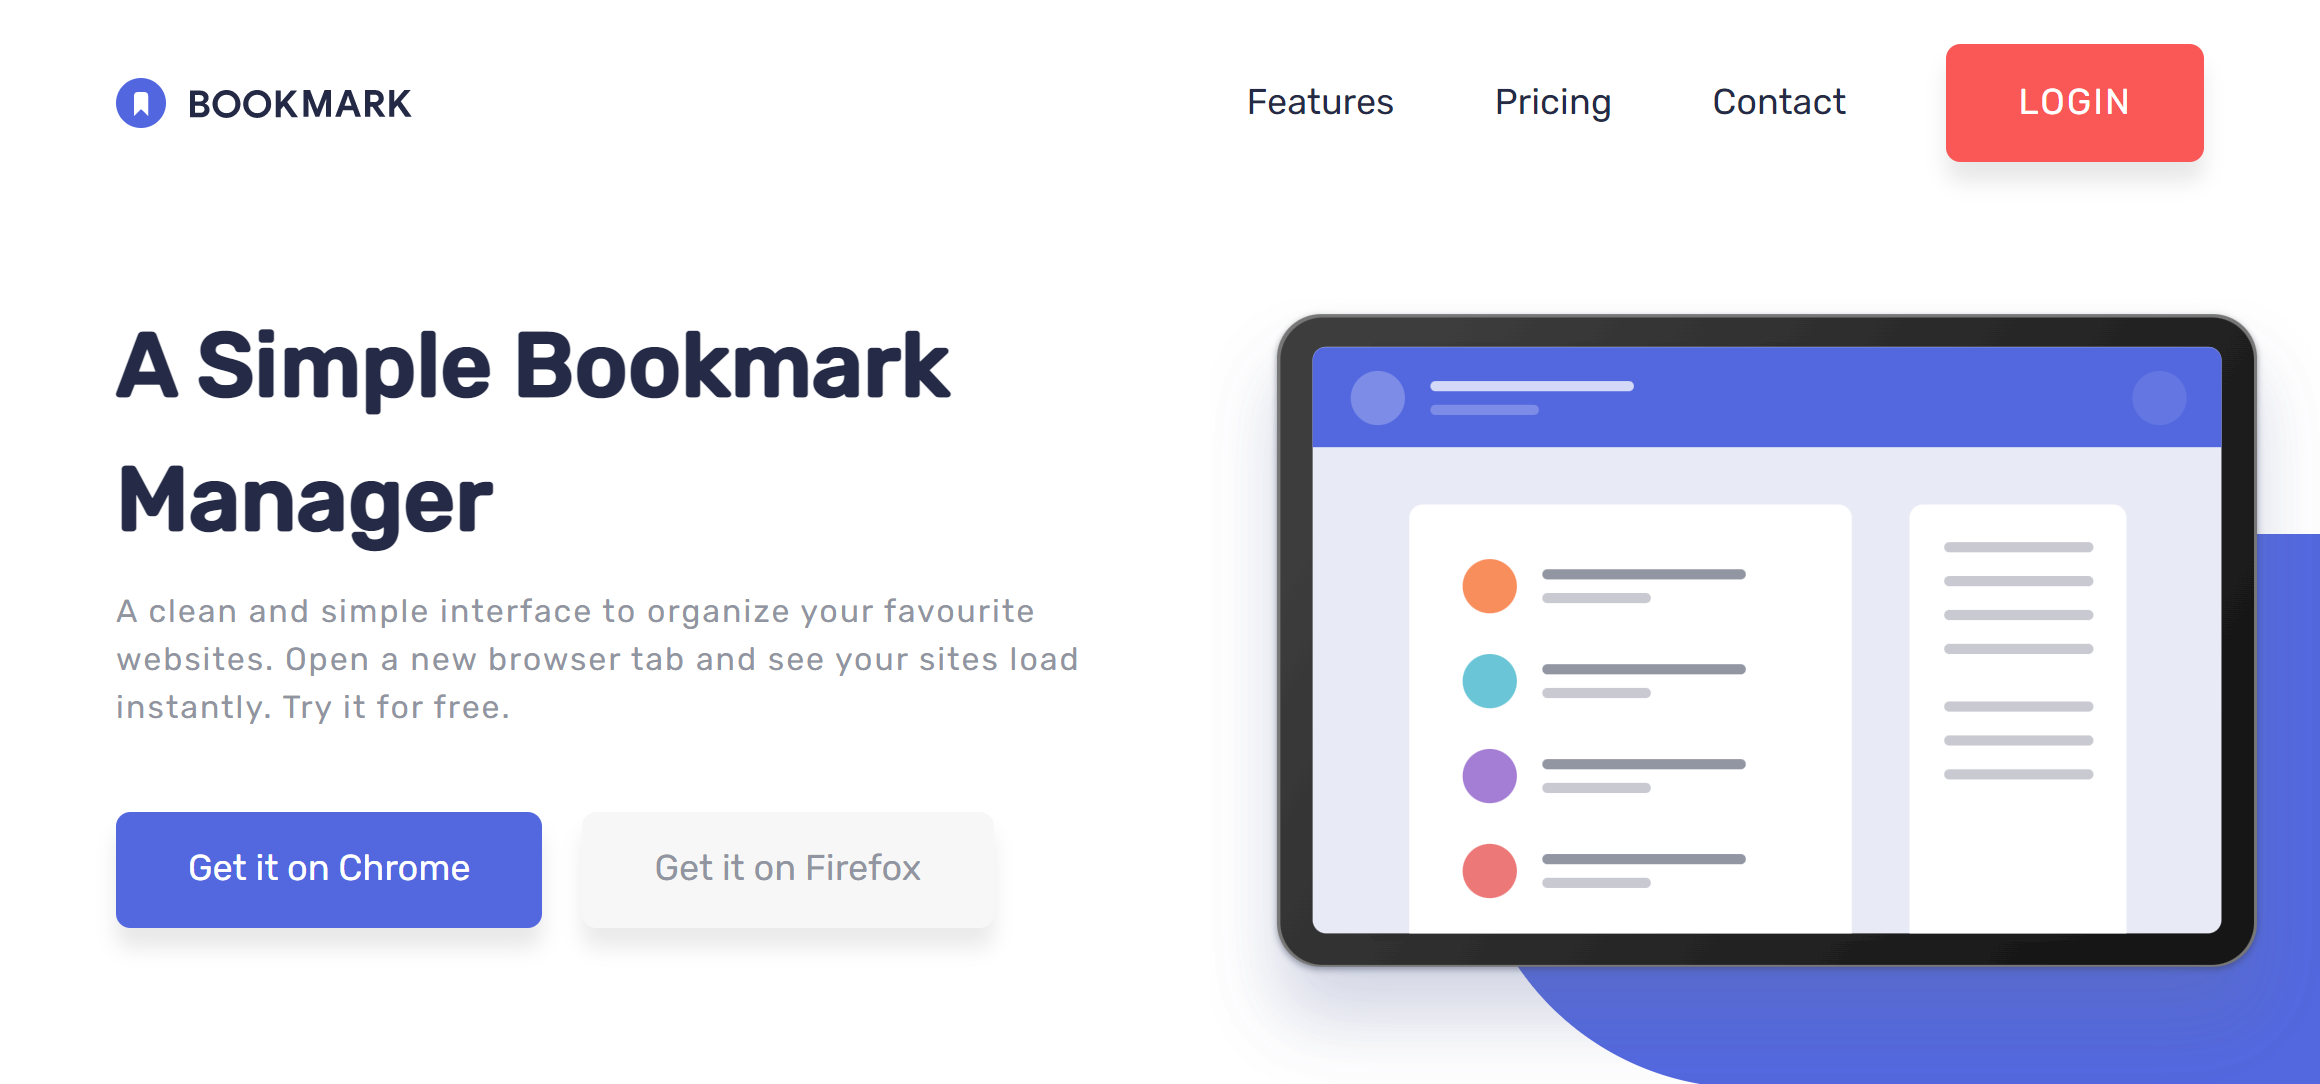 BOOKMARK
Features
Pricing
Contact
LOGIN
A Simple Bookmark
Manager
A clean and simple interface to organize your favourite
websites. Open a new browser tab and see your sites load
instantly. Try it for free.
Get it on Chrome
Get it on Firefox